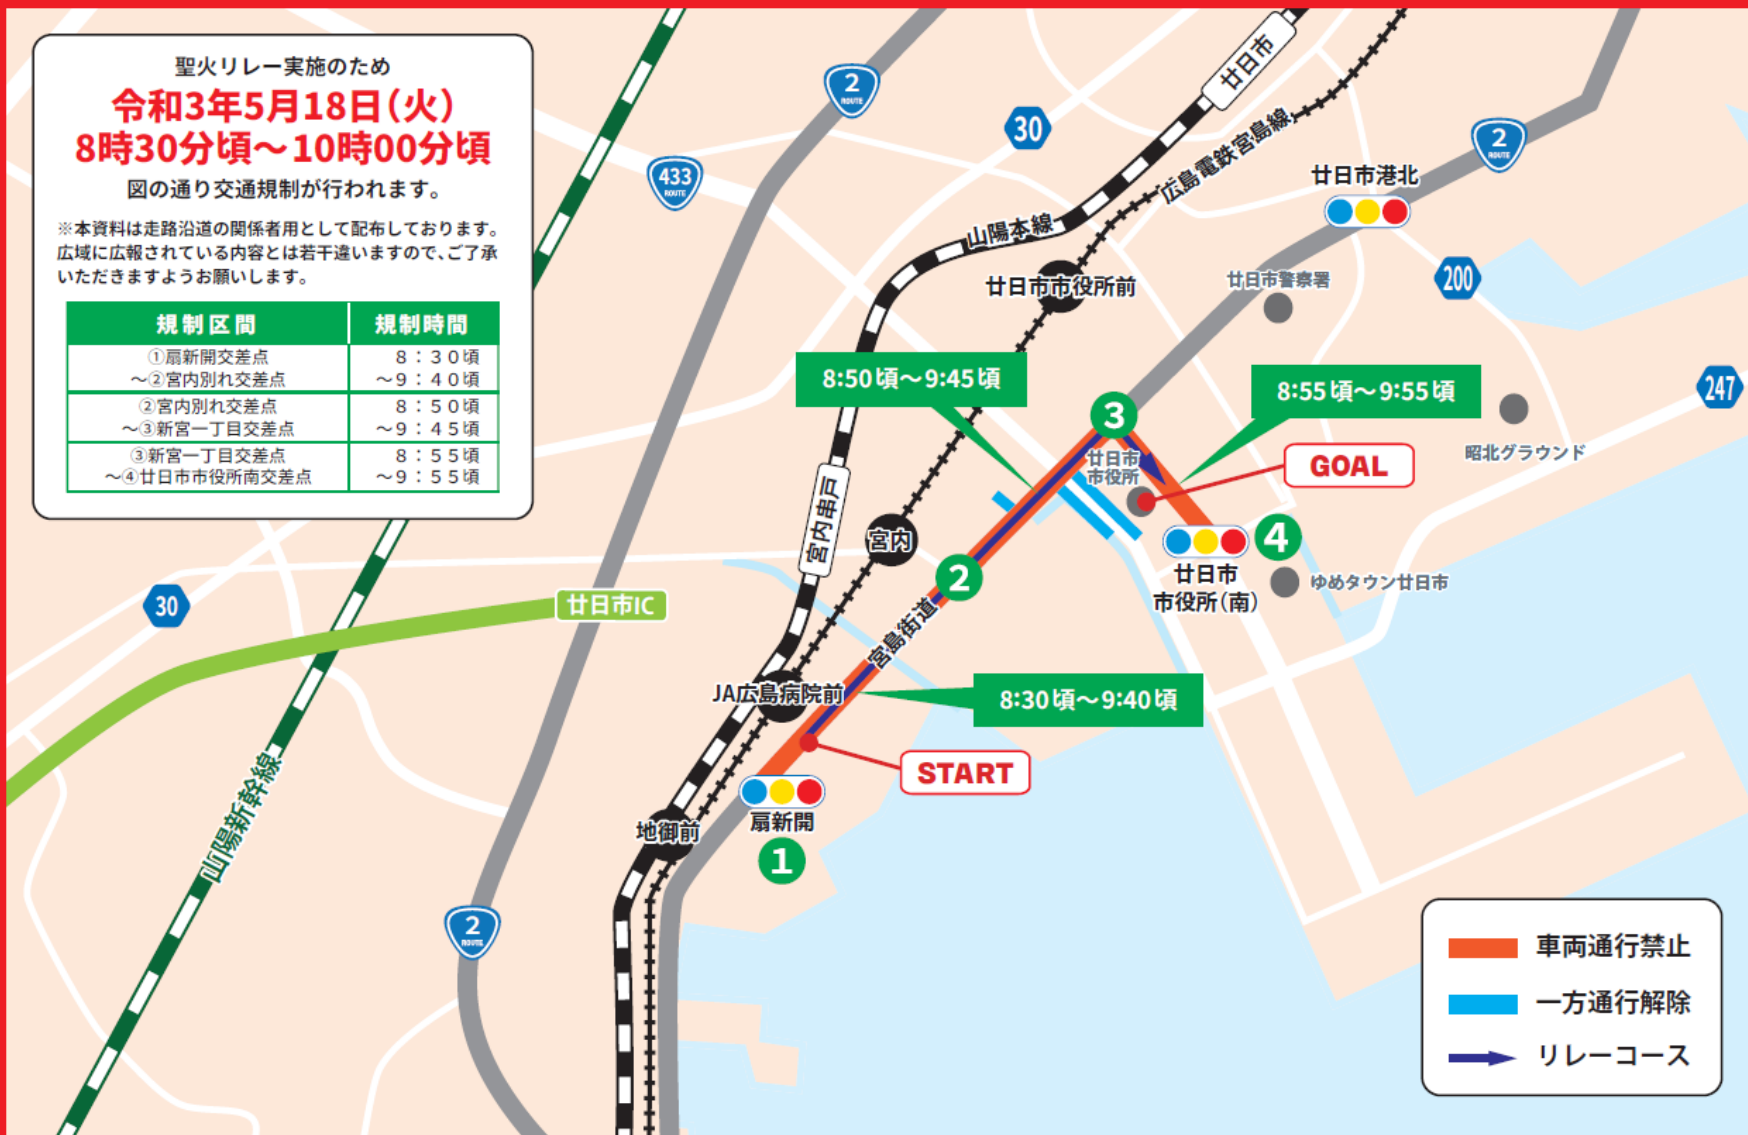 聖火リレー実施のため
令和3年5月18日(火)
8時30分頃〜10時00分頃
図の通り交通規制が行われます。
※本資料は走路沿道の関係者用として配布しております。
広域に広報されている内容とは若干違いますので、ご了承
いただきますようお願いします。
規制区間 規制時間
①扇新開交差点 8：30頃
〜②宮内別れ交差点 〜9：40頃
②宮内別れ交差点 8：50頃
〜③新宮一丁目交差点 〜9：45頃
③新宮一丁目交差点 8：55頃
〜④廿日市市役所南交差点 〜9：55頃
2
ROUTE
433
ROUTE
30
廿日市
広島電鉄宮島線
山陽本線
廿日市市役所前
2
ROUTE
廿日市港北
廿日市警察署
200
247
昭北グラウンド
8:50頃〜9:45頃
8:55頃〜9:55頃
3
廿日市
市役所
GOAL
4
廿日市
市役所(南)
ゆめタウン廿日市
宮内串戸
宮内
2
宮島街道
30
廿日市IC
JA広島病院前
8:30頃〜9:40頃
START
扇新開
1
地御前
山陽新幹線
2
ROUTE
車両通行禁止
一方通行解除
リレーコース